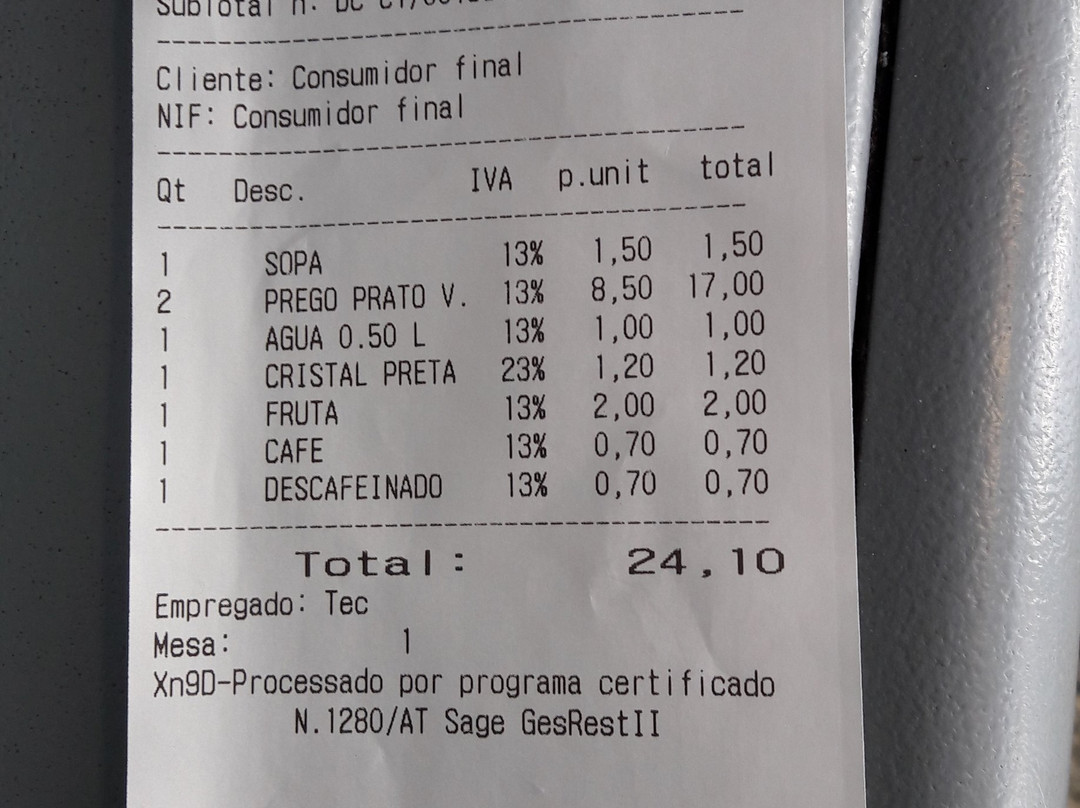 Subtotal n. DC
Cliente: Consumidor final
NIF: Consumidor final
Qt Desc. IVA p.unit total
1 SOPA 13% 1,50 1,50
2 PREGO PRATO V. 13% 8,50 17,00
1 AGUA 0.50 L 13% 1,00 1,00
1 CRISTAL PRETA 23% 1,20 1,20
1 FRUTA 13% 2,00 2,00
1 CAFE 13% 0,70 0,70
1 DESCAFEINADO 13% 0,70 0,70
Total: 24,10
Empregado: Tec
Mesa: 1
Xn9D-Processado por programa certificado
N.1280/AT Sage GesRestII